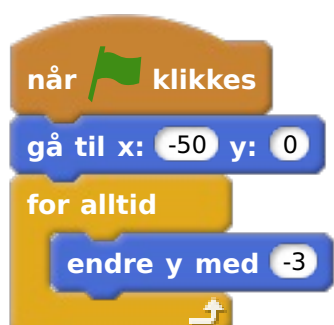 når klikkes
gå til x: -50 y: 0
for alltid
endre y med -3